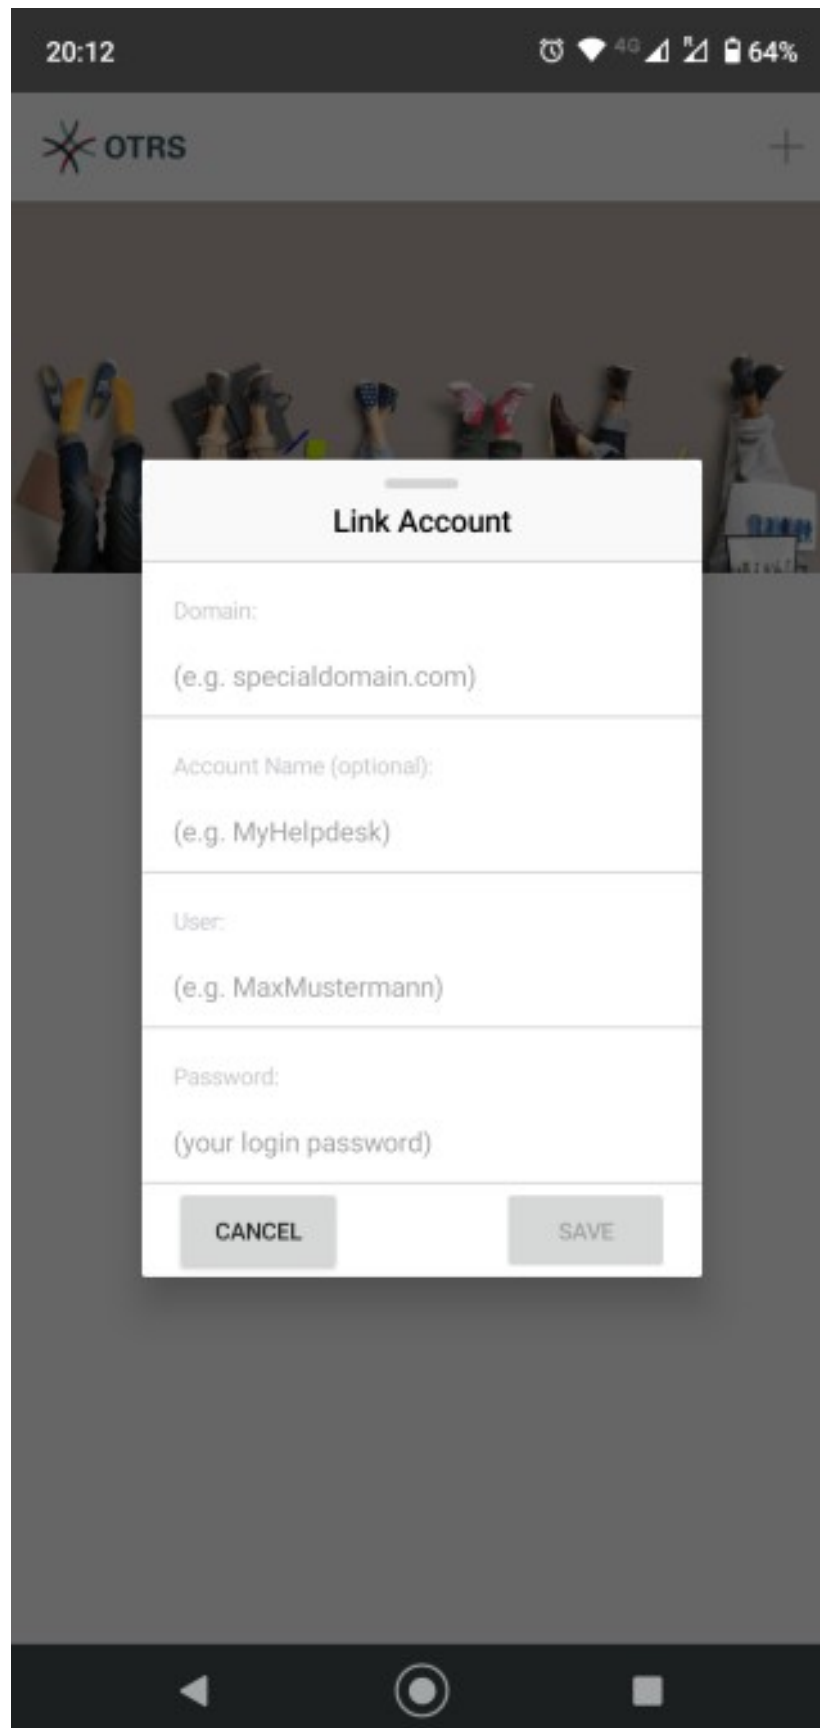 20:12
4G R 64%
OTRS
Link Account
Domain:
(e.g. specialdomain.com)
Account Name (optional):
(e.g. MyHelpdesk)
User:
(e.g. MaxMustermann)
Password:
(your login password)
CANCEL SAVE